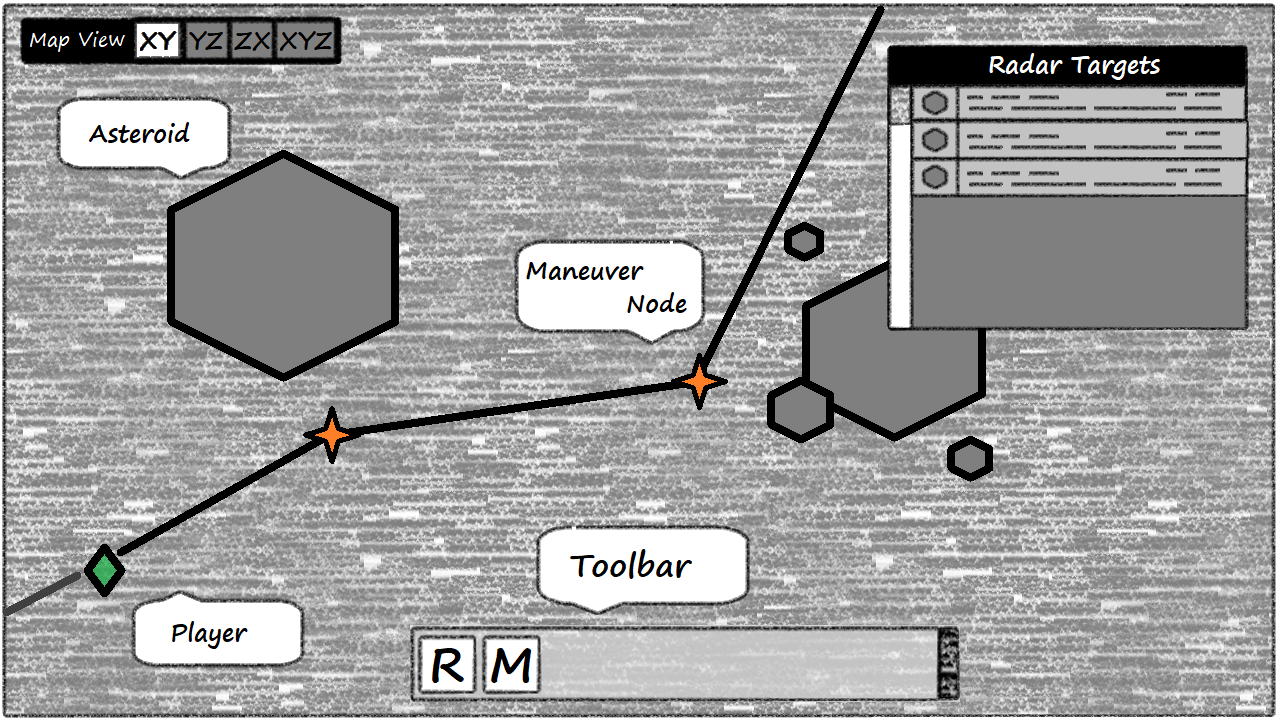 Map View XY YZ ZX XYZ
Radar Targets
Asteroid
Maneuver
Node
Toolbar
Player
R M